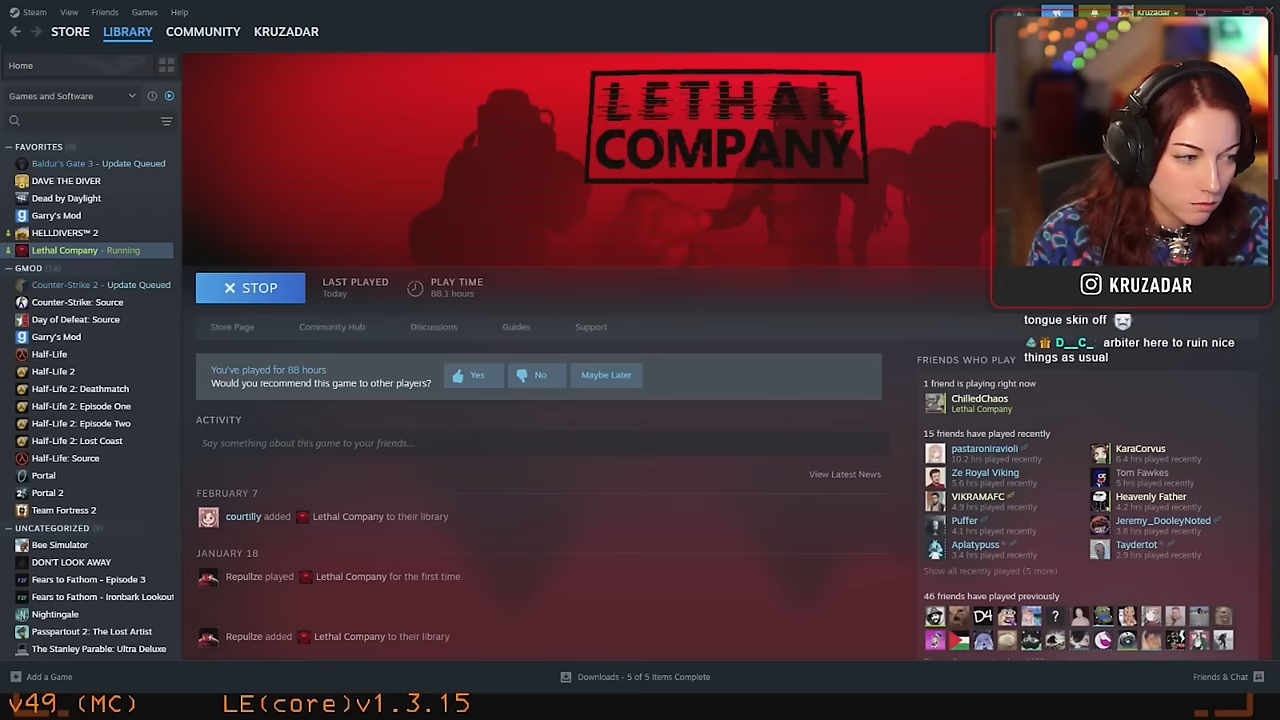 Steam View Friends Games Help
Kruzadar
STORE LIBRARY COMMUNITY KRUZADAR
Home
Games and Software
FAVORITES (6)
Baldur's Gate 3 - Update Queued
DAVE THE DIVER
Dead by Daylight
Garry's Mod
HELLDIVERS™ 2
Lethal Company - Running
GMOD (14)
Counter-Strike 2 - Update Queued
Counter-Strike: Source
Day of Defeat: Source
Garry's Mod
Half-Life
Half-Life 2
Half-Life 2: Deathmatch
Half-Life 2: Episode One
Half-Life 2: Episode Two
Half-Life 2: Lost Coast
Half-Life: Source
Portal
Portal 2
Team Fortress 2
UNCATEGORIZED
Bee Simulator
DON'T LOOK AWAY
Fears to Fathom - Episode 3
Fears to Fathom - Ironbark Lookout
Nightingale
Passpartout 2: The Lost Artist
The Stanley Parable: Ultra Deluxe
LETHAL
COMPANY
STOP
LAST PLAYED
Today
PLAY TIME
88.1 hours
Store Page Community Hub Discussions Guides Support
You've played for 88 hours
Would you recommend this game to other players?
Yes No Maybe Later
ACTIVITY
Say something about this game to your friends...
View Latest News
FEBRUARY 7
courtilly added Lethal Company to their library
JANUARY 18
Repullze played Lethal Company for the first time
Repullze added Lethal Company to their library
KRUZADAR
tongue skin off
D__C_: arbiter here to ruin nice
things as usual
FRIENDS WHO PLAY
1 friend is playing right now
ChilledChaos
Lethal Company
15 friends have played recently
pastaroniravioli
10.2 hrs played recently
KaraCorvus
6.4 hrs played recently
Ze Royal Viking
5.6 hrs played recently
Tom Fawkes
5 hrs played recently
VIKRAMAFC
4.9 hrs played recently
Heavenly Father
4.2 hrs played recently
Puffer
4.1 hrs played recently
Jeremy_DooleyNoted
3.8 hrs played recently
Aplatypuss
3.4 hrs played recently
Taydertot
2.9 hrs played recently
Show all recently played (5 more)
46 friends have played previously
D4
?
Add a Game
Downloads - 5 of 5 Items Complete
Friends & Chat
v49 (MC) LE(core)v1.3.15